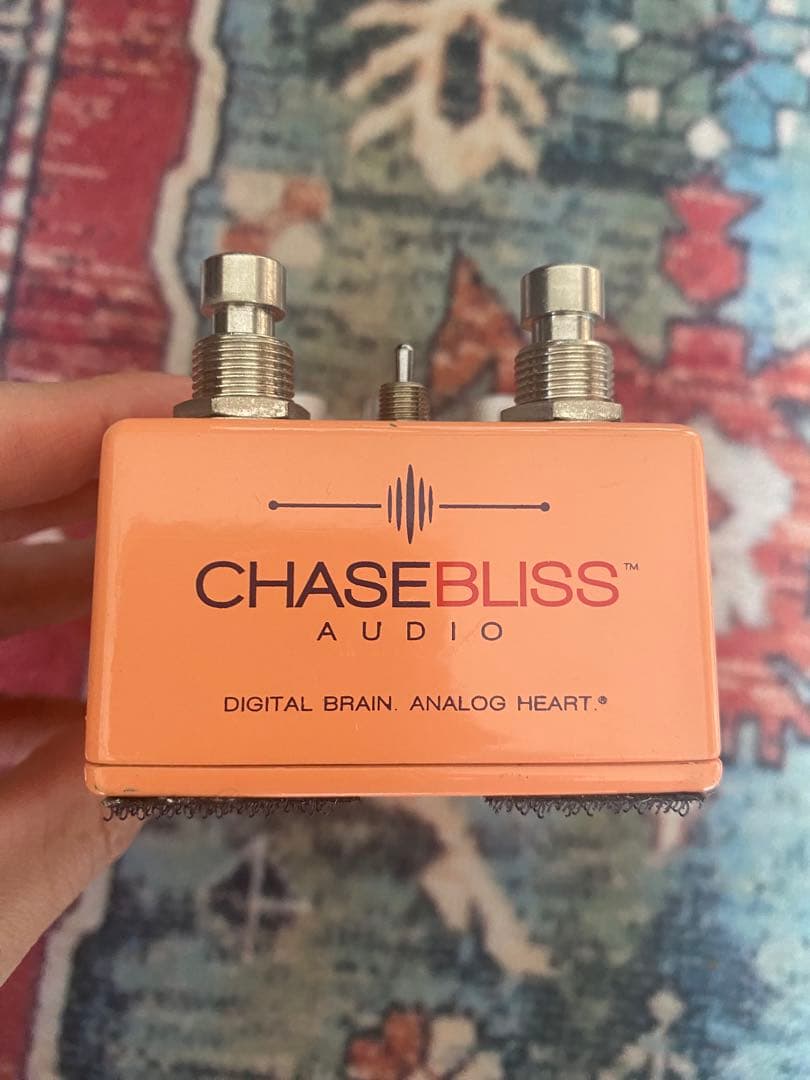 CHASEBLISS™
AUDIO
DIGITAL BRAIN. ANALOG HEART.®